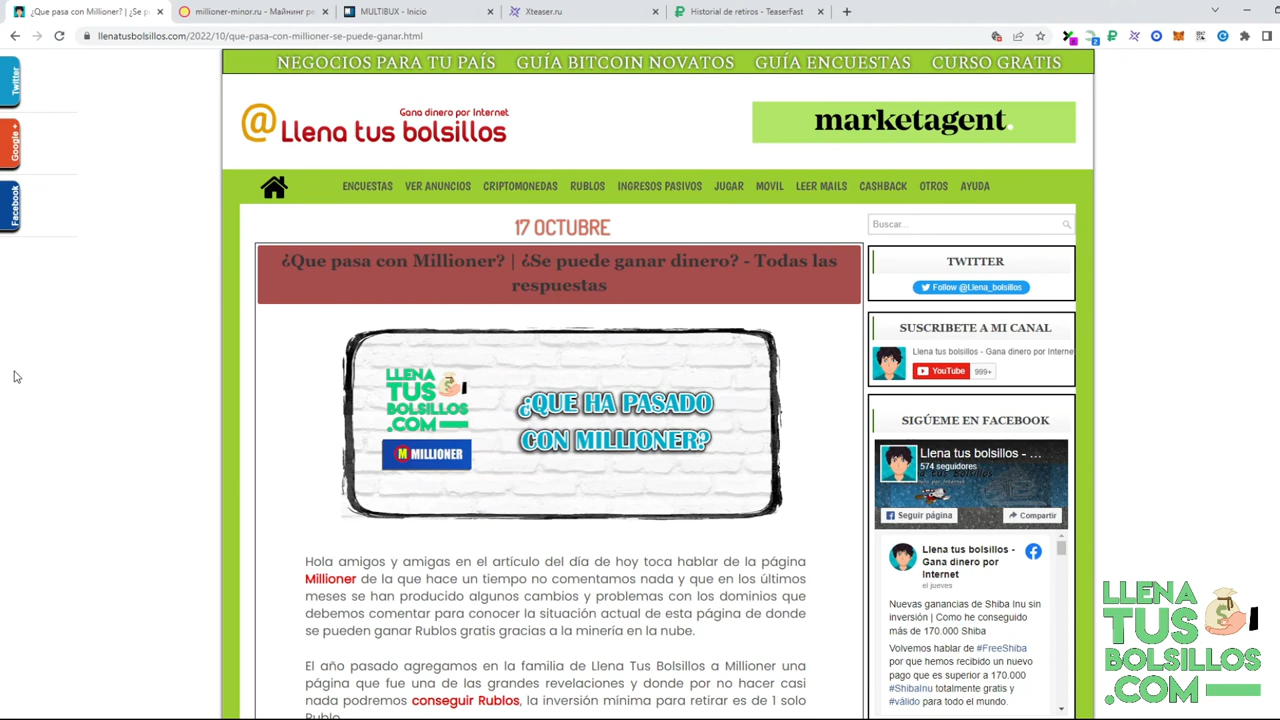 ¿Que pasa con Millioner? | ¿Se p
millioner-minor.ru - Майнинг р
MULTIBUX - Inicio
Xteaser.ru
Historial de retiros - TeaserFast
llenatusbolsillos.com/2022/10/que-pasa-con-millioner-se-puede-ganar.html
Twitter
Google +
Facebook
NEGOCIOS PARA TU PAÍS GUÍA BITCOIN NOVATOS GUÍA ENCUESTAS CURSO GRATIS
Gana dinero por Internet
@ Llena tus bolsillos
marketagent.
ENCUESTAS VER ANUNCIOS CRIPTOMONEDAS RUBLOS INGRESOS PASIVOS JUGAR MOVIL LEER MAILS CASHBACK OTROS AYUDA
17 OCTUBRE
¿Que pasa con Millioner? | ¿Se puede ganar dinero? - Todas las
respuestas
LLENA
TUS
BOLSILLOS
.COM
M MILLIONER
¿QUE HA PASADO
CON MILLIONER?
Hola amigos y amigas en el artículo del día de hoy toca hablar de la página
Millioner de la que hace un tiempo no comentamos nada y que en los últimos
meses se han producido algunos cambios y problemas con los dominios que
debemos comentar para conocer la situación actual de esta página de donde
se pueden ganar Rublos gratis gracias a la minería en la nube.
El año pasado agregamos en la familia de Llena Tus Bolsillos a Millioner una
página que fue una de las grandes revelaciones y donde por no hacer casi
nada podremos conseguir Rublos, la inversión mínima para retirar es de 1 solo
Rublo.
Buscar...
TWITTER
Follow @Llena_bolsillos
SUSCRIBETE A MI CANAL
Llena tus bolsillos - Gana dinero por Interne
YouTube 999+
SIGÚEME EN FACEBOOK
Llena tus bolsillos - ...
574 seguidores
Seguir página
Compartir
Llena tus bolsillos -
Gana dinero por
Internet
el jueves
Nuevas ganancias de Shiba Inu sin
inversión | Como he conseguido
más de 170.000 Shiba
Volvemos hablar de #FreeShiba
por que hemos recibido un nuevo
pago que es superior a 170.000
#ShibaInu totalmente gratis y
#válido para todo el mundo.
LLENA
TUS
BOLSILLOS
.COM